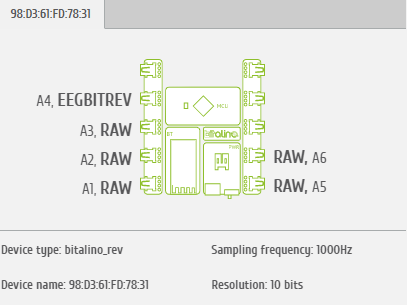 98:D3:61:FD:78:31
A4, EEGBITREV
MCU
A3, RAW
BT
bitalino
PWR
A2, RAW
RAW, A6
A1, RAW
RAW, A5
Device type: bitalino_rev
Sampling frequency: 1000Hz
Device name: 98:D3:61:FD:78:31
Resolution: 10 bits